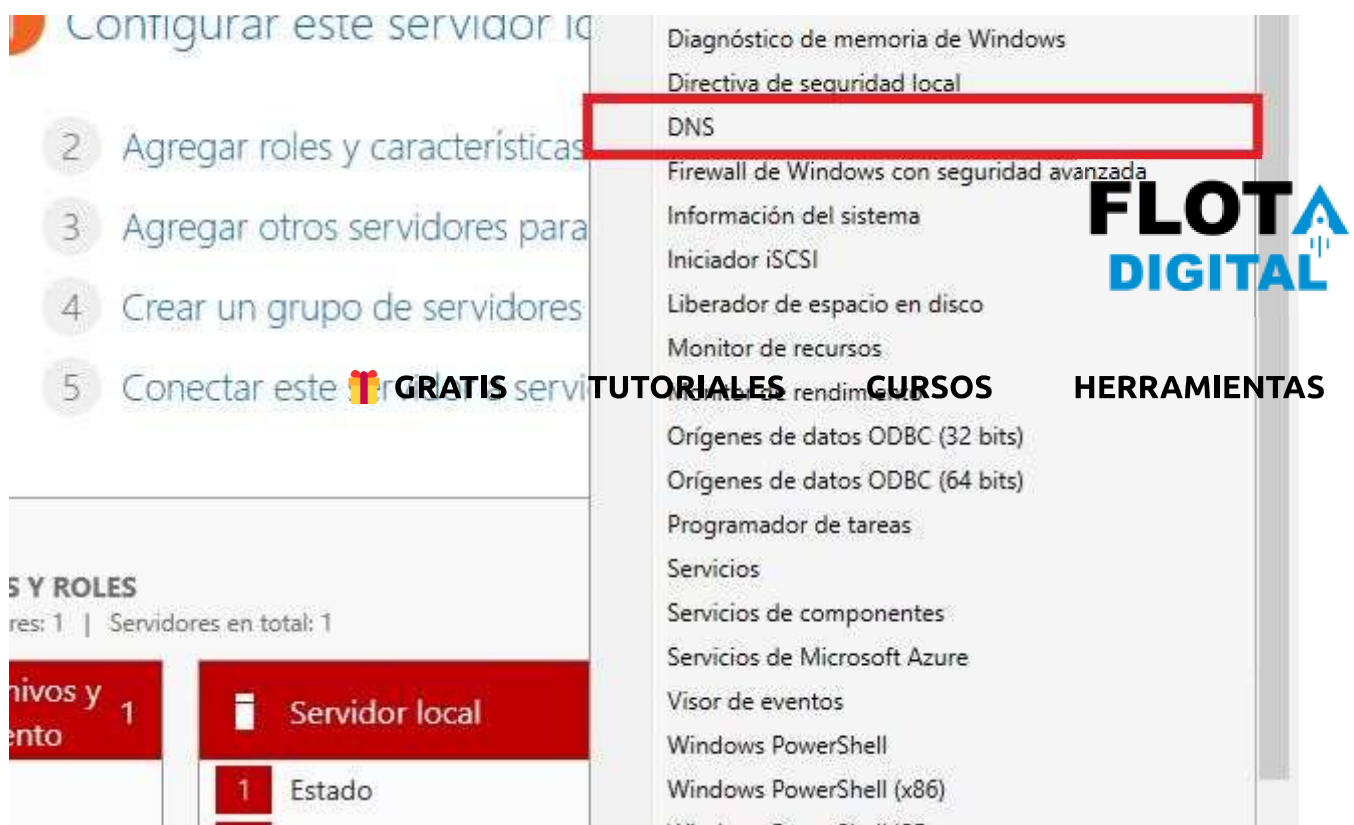 Configurar este servidor lo
2 Agregar roles y características
3 Agregar otros servidores para
4 Crear un grupo de servidores
5 Conectar este servidor a servi
S Y ROLES
res: 1 | Servidores en total: 1
hivos y 1
ento
Servidor local
1 Estado
Diagnóstico de memoria de Windows
Directiva de seguridad local
DNS
Firewall de Windows con seguridad avanzada
Información del sistema
Iniciador iSCSI
Liberador de espacio en disco
Monitor de recursos
Monitor de rendimiento
Orígenes de datos ODBC (32 bits)
Orígenes de datos ODBC (64 bits)
Programador de tareas
Servicios
Servicios de componentes
Servicios de Microsoft Azure
Visor de eventos
Windows PowerShell
Windows PowerShell (x86)
FLOTA
DIGITAL
GRATIS TUTORIALES CURSOS HERRAMIENTAS